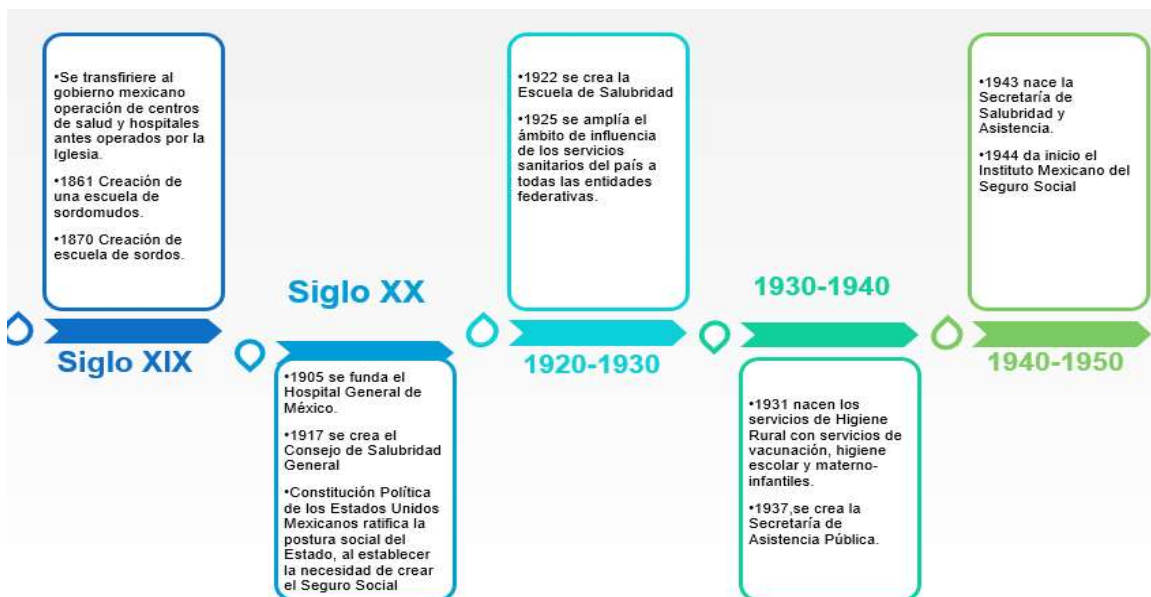 •Se transfiriere al
gobierno mexicano
operación de centros
de salud y hospitales
antes operados por la
Iglesia.
•1861 Creación de
una escuela de
sordomudos.
•1870 Creación de
escuela de sordos.
Siglo XIX
Siglo XX
•1905 se funda el
Hospital General de
México.
•1917 se crea el
Consejo de Salubridad
General
•Constitución Política
de los Estados Unidos
Mexicanos ratifica la
postura social del
Estado, al establecer
la necesidad de crear
el Seguro Social
•1922 se crea la
Escuela de Salubridad
•1925 se amplía el
ámbito de influencia
de los servicios
sanitarios del país a
todas las entidades
federativas.
1920-1930
1930-1940
•1931 nacen los
servicios de Higiene
Rural con servicios de
vacunación, higiene
escolar y materno-
infantiles.
•1937,se crea la
Secretaría de
Asistencia Pública.
•1943 nace la
Secretaría de
Salubridad y
Asistencia.
•1944 da inicio el
Instituto Mexicano del
Seguro Social
1940-1950